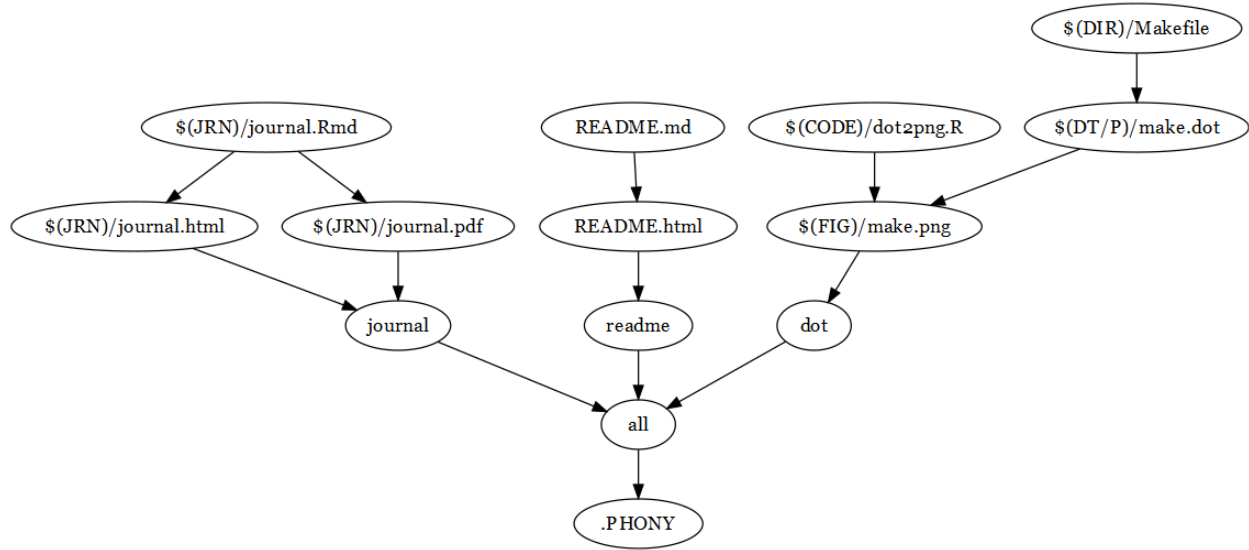 $(DIR)/Makefile
$(JRN)/journal.Rmd
README.md
$(CODE)/dot2png.R
$(DT/P)/make.dot
$(JRN)/journal.html
$(JRN)/journal.pdf
README.html
$(FIG)/make.png
journal
readme
dot
all
.PHONY